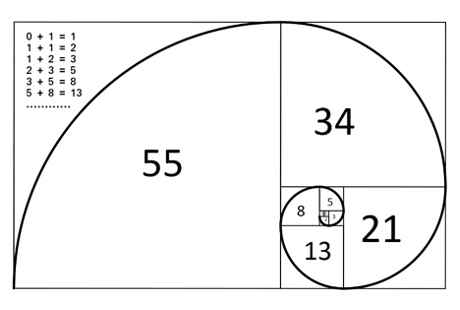 0 + 1 = 1
1 + 1 = 2
1 + 2 = 3
2 + 3 = 5
3 + 5 = 8
5 + 8 = 13
............
34
55
8
5
3
21
13